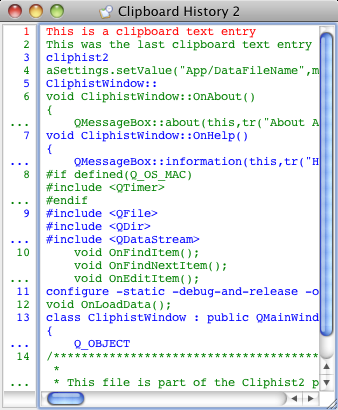 Clipboard History 2
1 This is a clipboard text entry
2 This was the last clipboard text entry
3 cliphist2
4 aSettings.setValue("App/DataFileName",m
5 CliphistWindow::
6 void CliphistWindow::OnAbout()
{
... QMessageBox::about(this,tr("About A
7 void CliphistWindow::OnHelp()
{
... QMessageBox::information(this,tr("H
8 #if defined(Q_OS_MAC)
#include <QTimer>
... #endif
9 #include <QFile>
#include <QDir>
... #include <QDataStream>
10 void OnFindItem();
void OnFindNextItem();
... void OnEditItem();
11 configure -static -debug-and-release -o
12 void OnLoadData();
13 class CliphistWindow : public QMainWind
{
... Q_OBJECT
14 /****************************************
*
... * This file is part of the Cliphist2 p